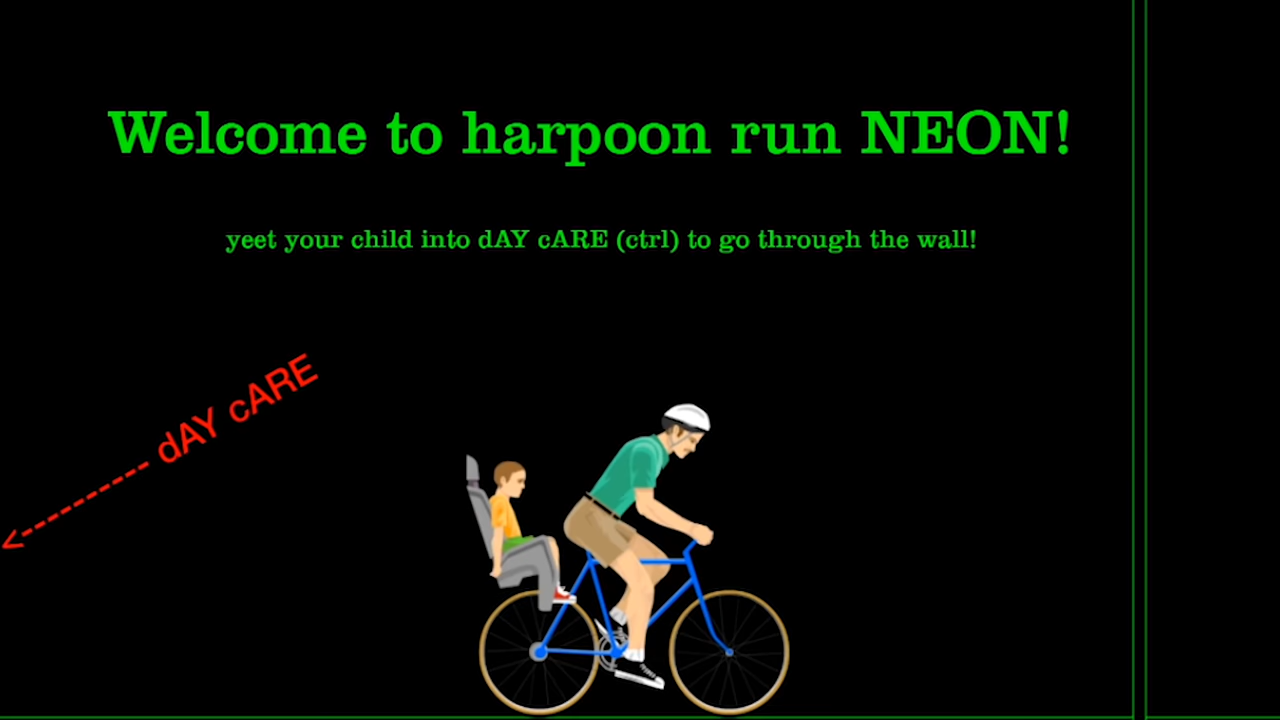 Welcome to harpoon run NEON!
yeet your child into dAY cARE (ctrl) to go through the wall!
<---------- dAY cARE